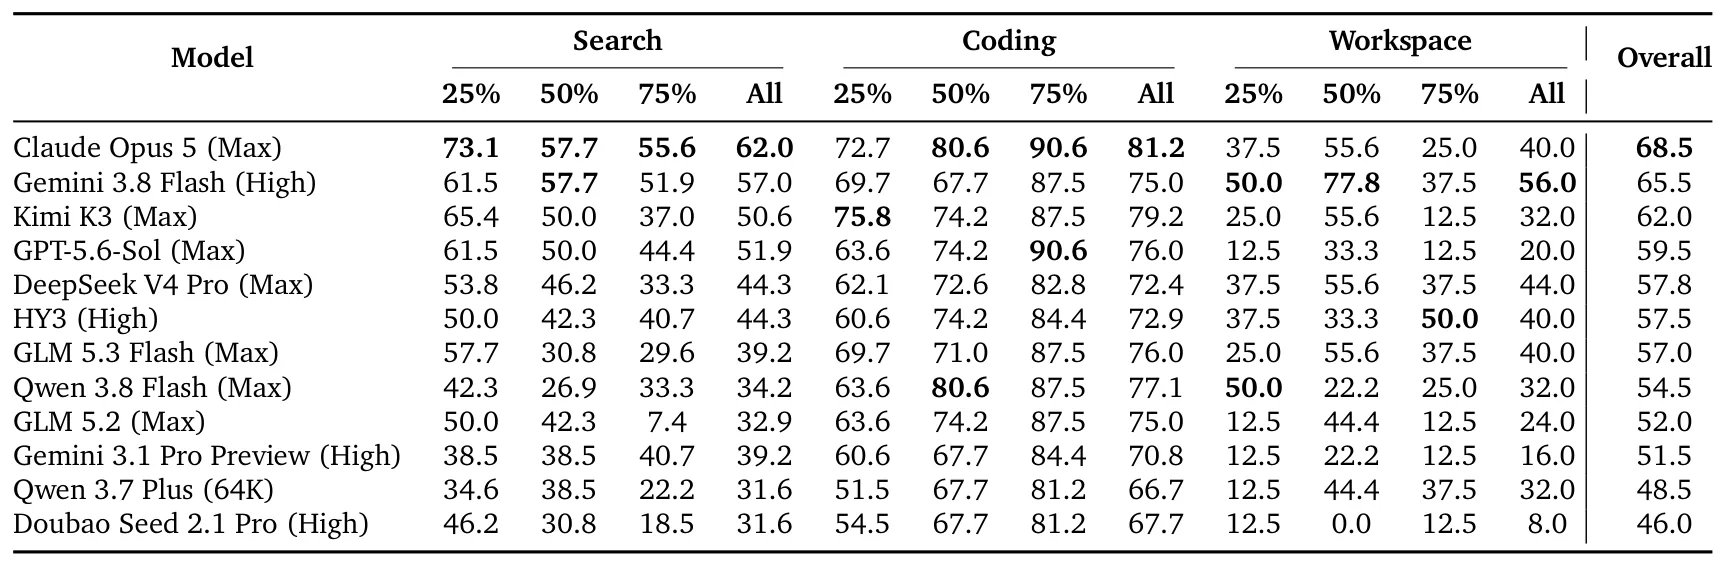 Model Search Coding Workspace Overall
25% 50% 75% All 25% 50% 75% All 25% 50% 75% All
Claude Opus 5 (Max) 73.1 57.7 55.6 62.0 72.7 80.6 90.6 81.2 37.5 55.6 25.0 40.0 68.5
Gemini 3.8 Flash (High) 61.5 57.7 51.9 57.0 69.7 67.7 87.5 75.0 50.0 77.8 37.5 56.0 65.5
Kimi K3 (Max) 65.4 50.0 37.0 50.6 75.8 74.2 87.5 79.2 25.0 55.6 12.5 32.0 62.0
GPT-5.6-Sol (Max) 61.5 50.0 44.4 51.9 63.6 74.2 90.6 76.0 12.5 33.3 12.5 20.0 59.5
DeepSeek V4 Pro (Max) 53.8 46.2 33.3 44.3 62.1 72.6 82.8 72.4 37.5 55.6 37.5 44.0 57.8
HY3 (High) 50.0 42.3 40.7 44.3 60.6 74.2 84.4 72.9 37.5 33.3 50.0 40.0 57.5
GLM 5.3 Flash (Max) 57.7 30.8 29.6 39.2 69.7 71.0 87.5 76.0 25.0 55.6 37.5 40.0 57.0
Qwen 3.8 Flash (Max) 42.3 26.9 33.3 34.2 63.6 80.6 87.5 77.1 50.0 22.2 25.0 32.0 54.5
GLM 5.2 (Max) 50.0 42.3 7.4 32.9 63.6 74.2 87.5 75.0 12.5 44.4 12.5 24.0 52.0
Gemini 3.1 Pro Preview (High) 38.5 38.5 40.7 39.2 60.6 67.7 84.4 70.8 12.5 22.2 12.5 16.0 51.5
Qwen 3.7 Plus (64K) 34.6 38.5 22.2 31.6 51.5 67.7 81.2 66.7 12.5 44.4 37.5 32.0 48.5
Doubao Seed 2.1 Pro (High) 46.2 30.8 18.5 31.6 54.5 67.7 81.2 67.7 12.5 0.0 12.5 8.0 46.0